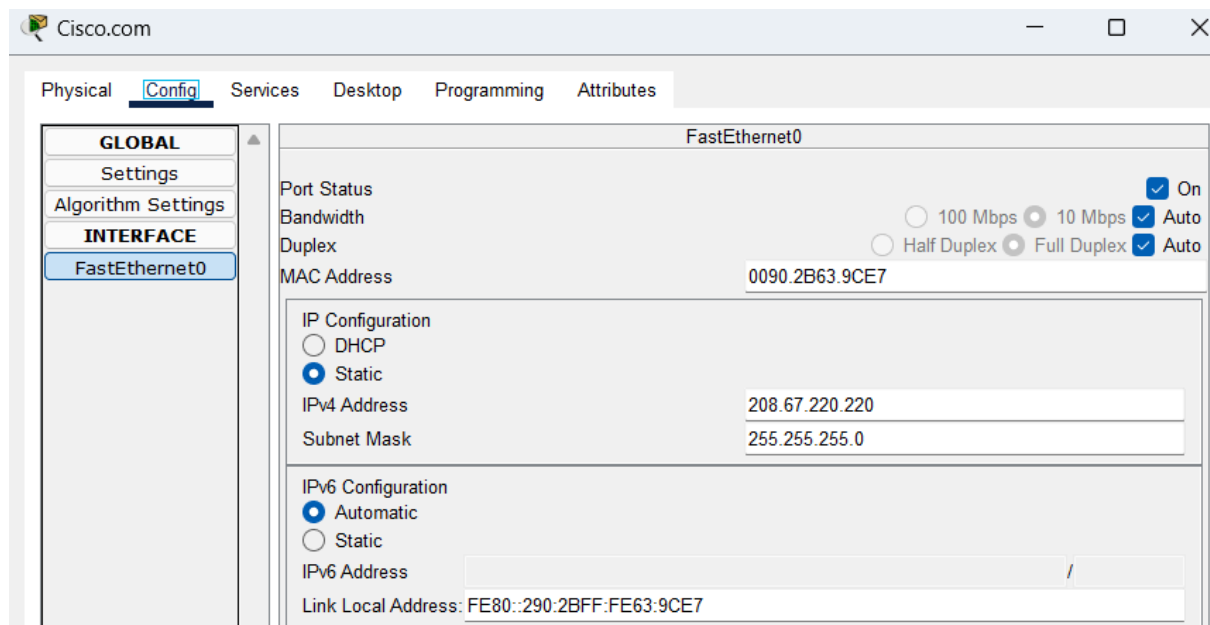 Cisco.com
Physical Config Services Desktop Programming Attributes
GLOBAL
Settings
Algorithm Settings
INTERFACE
FastEthernet0
FastEthernet0
Port Status On
Bandwidth 100 Mbps 10 Mbps Auto
Duplex Half Duplex Full Duplex Auto
MAC Address 0090.2B63.9CE7
IP Configuration
DHCP
Static
IPv4 Address 208.67.220.220
Subnet Mask 255.255.255.0
IPv6 Configuration
Automatic
Static
IPv6 Address /
Link Local Address: FE80::290:2BFF:FE63:9CE7